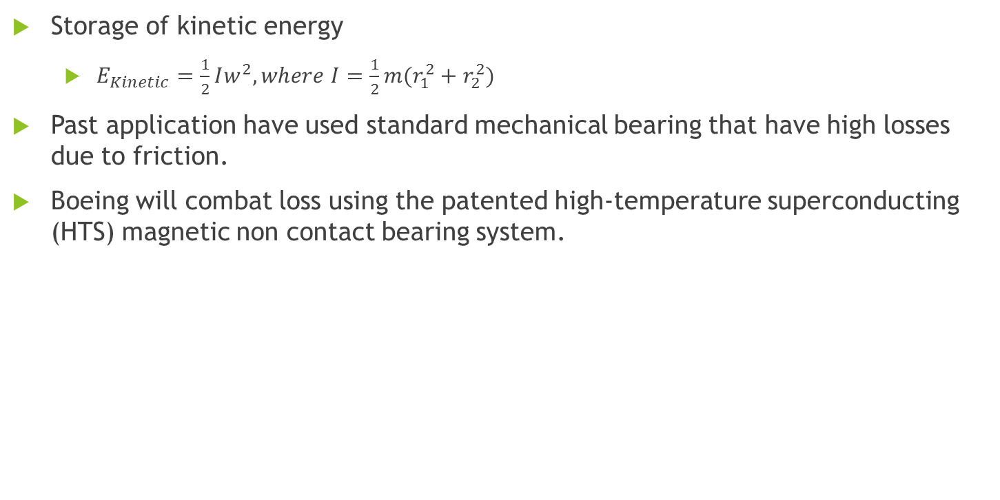 Storage of kinetic energy
E_{Kinetic} = \frac{1}{2} I w^2, where I = \frac{1}{2} m(r_1^2 + r_2^2)
Past application have used standard mechanical bearing that have high losses
due to friction.
Boeing will combat loss using the patented high-temperature superconducting
(HTS) magnetic non contact bearing system.